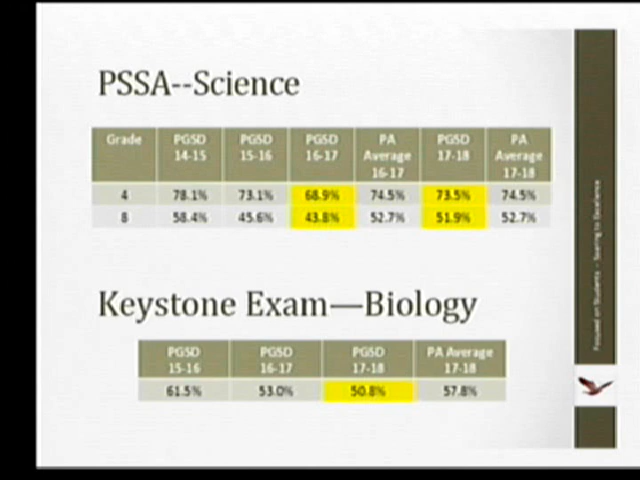 PSSA--Science
Grade PGSD 14-15 PGSD 15-16 PGSD 16-17 PA Average 16-17 PGSD 17-18 PA Average 17-18
4 78.1% 73.1% 68.9% 74.5% 73.5% 74.5%
8 58.4% 45.6% 43.8% 52.7% 51.9% 52.7%
Keystone Exam—Biology
PGSD 15-16 PGSD 16-17 PGSD 17-18 PA Average 17-18
61.5% 53.0% 50.8% 57.8%
Focused on Students - Soaring to Excellence